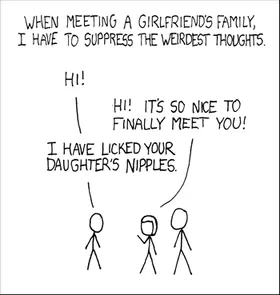 WHEN MEETING A GIRLFRIEND'S FAMILY,
I HAVE TO SUPPRESS THE WEIRDEST THOUGHTS.
HI!
HI! IT'S SO NICE TO
FINALLY MEET YOU!
I HAVE LICKED YOUR
DAUGHTER'S NIPPLES.